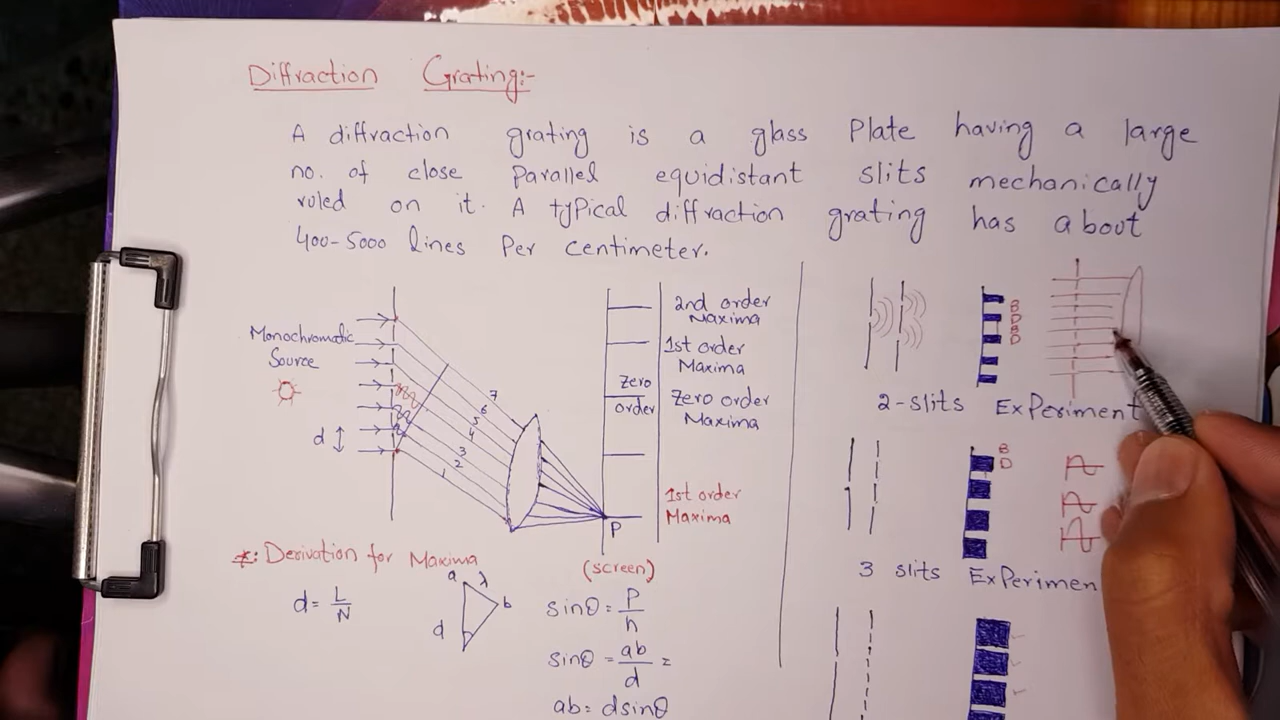 Diffraction Grating:-
A diffraction grating is a glass Plate having a large
no. of close Parallel equidistant slits mechanically
ruled on it. A typical diffraction grating has about
400-5000 lines Per centimeter.
Monochromatic
Source
d
7
6
5
4
3
2
1
2nd order
Maxima
1st order
Maxima
Zero
order
Zero order
Maxima
1st order
Maxima
P
(screen)
B
D
B
D
2-slits ExPeriment
B
D
3 slits ExPerimen
*: Derivation for Maxima
d = L/N
a
λ
b
d
sinθ = P/h
sinθ = ab/d =
ab = dsinθ